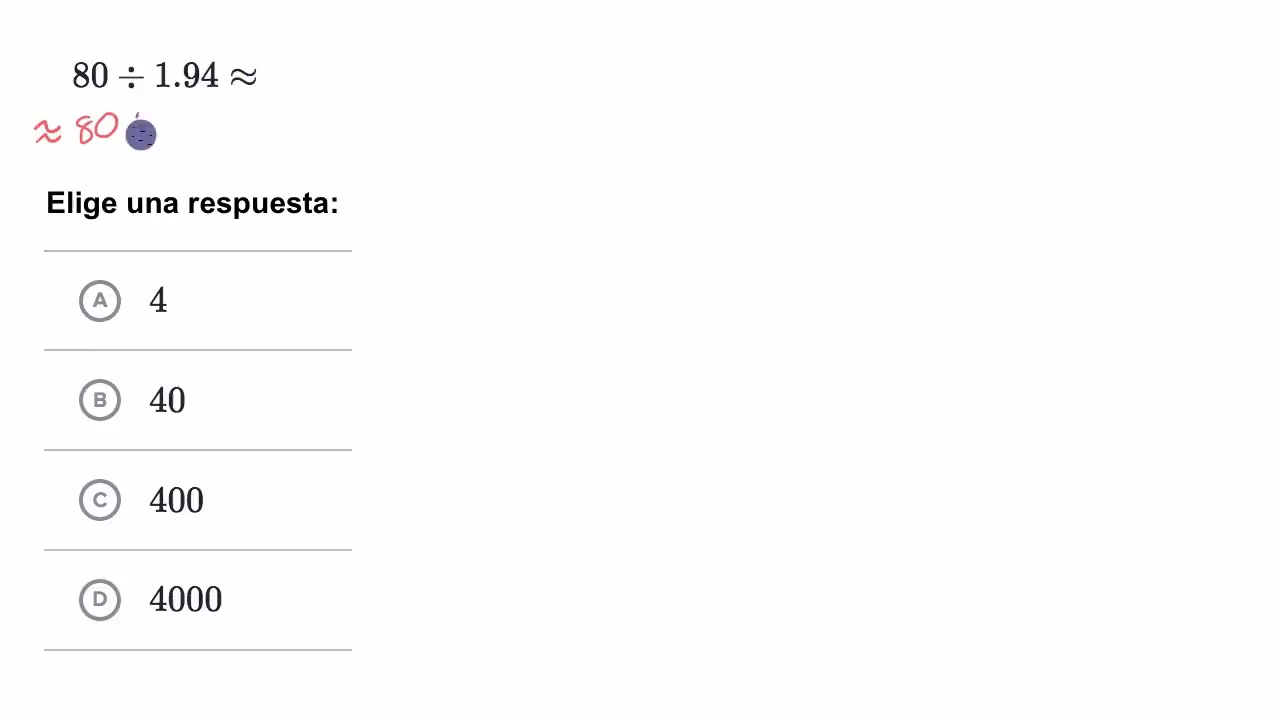 80 ÷ 1.94 ≈
≈ 80
Elige una respuesta:
A 4
B 40
C 400
D 4000